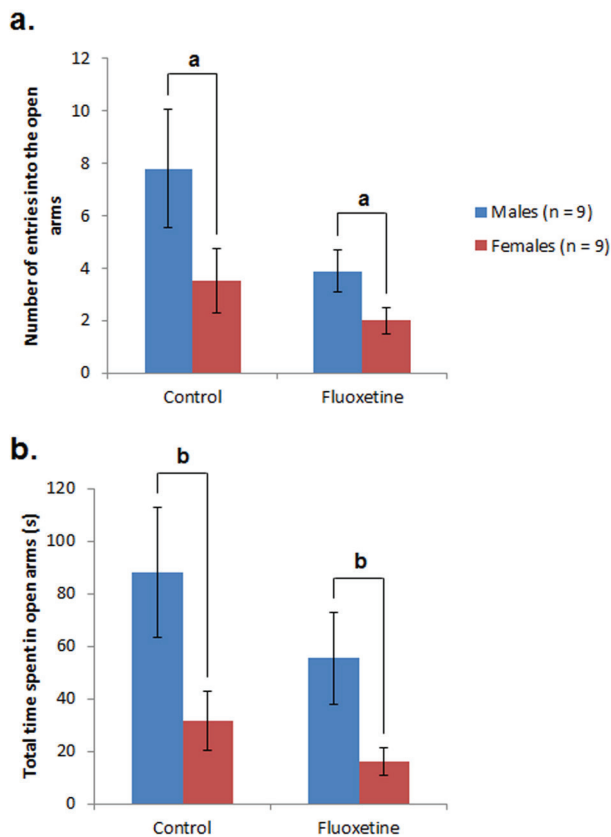 a.
Number of entries into the open
arms
12
10
8
6
4
2
0
a
a
Control
Fluoxetine
Males (n = 9)
Females (n = 9)
b.
Total time spent in open arms (s)
120
100
80
60
40
20
0
b
b
Control
Fluoxetine